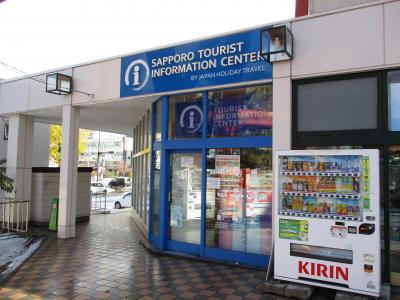 i SAPPORO TOURIST
INFORMATION CENTER
BY JAPAN HOLIDAY TRAVEL
i TOURIST
INFORMATION
CENTER
KIRIN